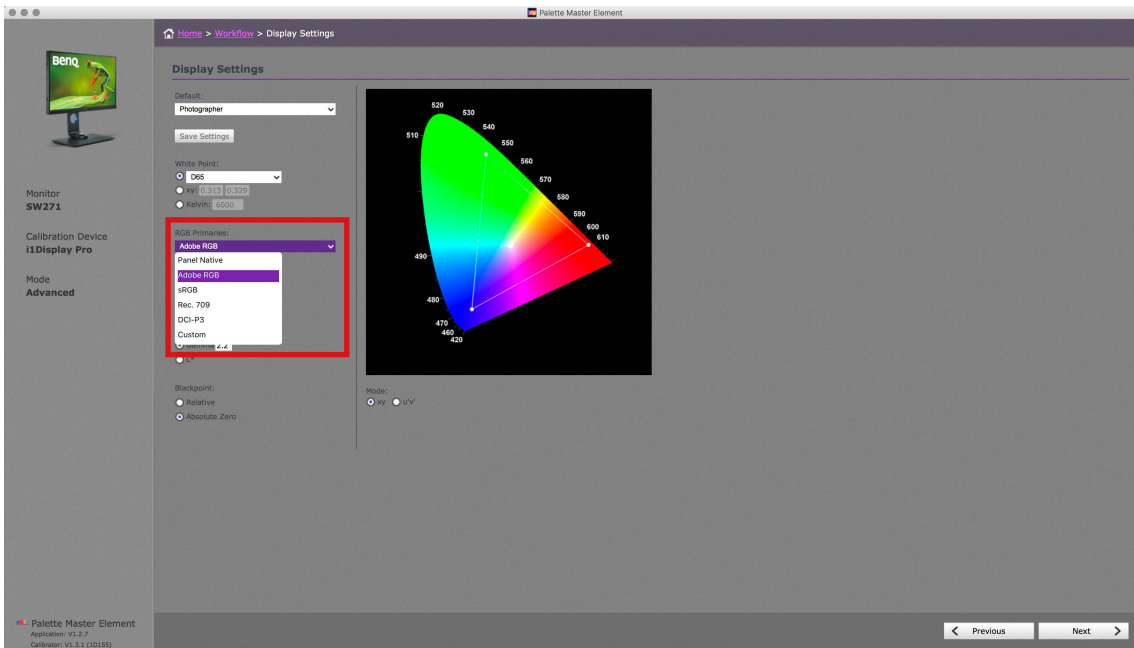 Palette Master Element
Home > Workflow > Display Settings
BenQ
Monitor
SW271
Calibration Device
i1Display Pro
Mode
Advanced
Display Settings
Default:
Photographer
Save Settings
White Point:
D65
xy: 0.313 0.329
Kelvin: 6000
RGB Primaries:
Adobe RGB
Panel Native
Adobe RGB
sRGB
Rec. 709
DCI-P3
Custom
Gamma 2.2
L*
Blackpoint:
Relative
Absolute Zero
520
530
540
510
550
560
570
580
590
600
610
490
480
470
460
420
Mode:
xy u'v'
Palette Master Element
Application: V1.2.7
Calibrator: V1.3.1 (1D155)
Previous
Next